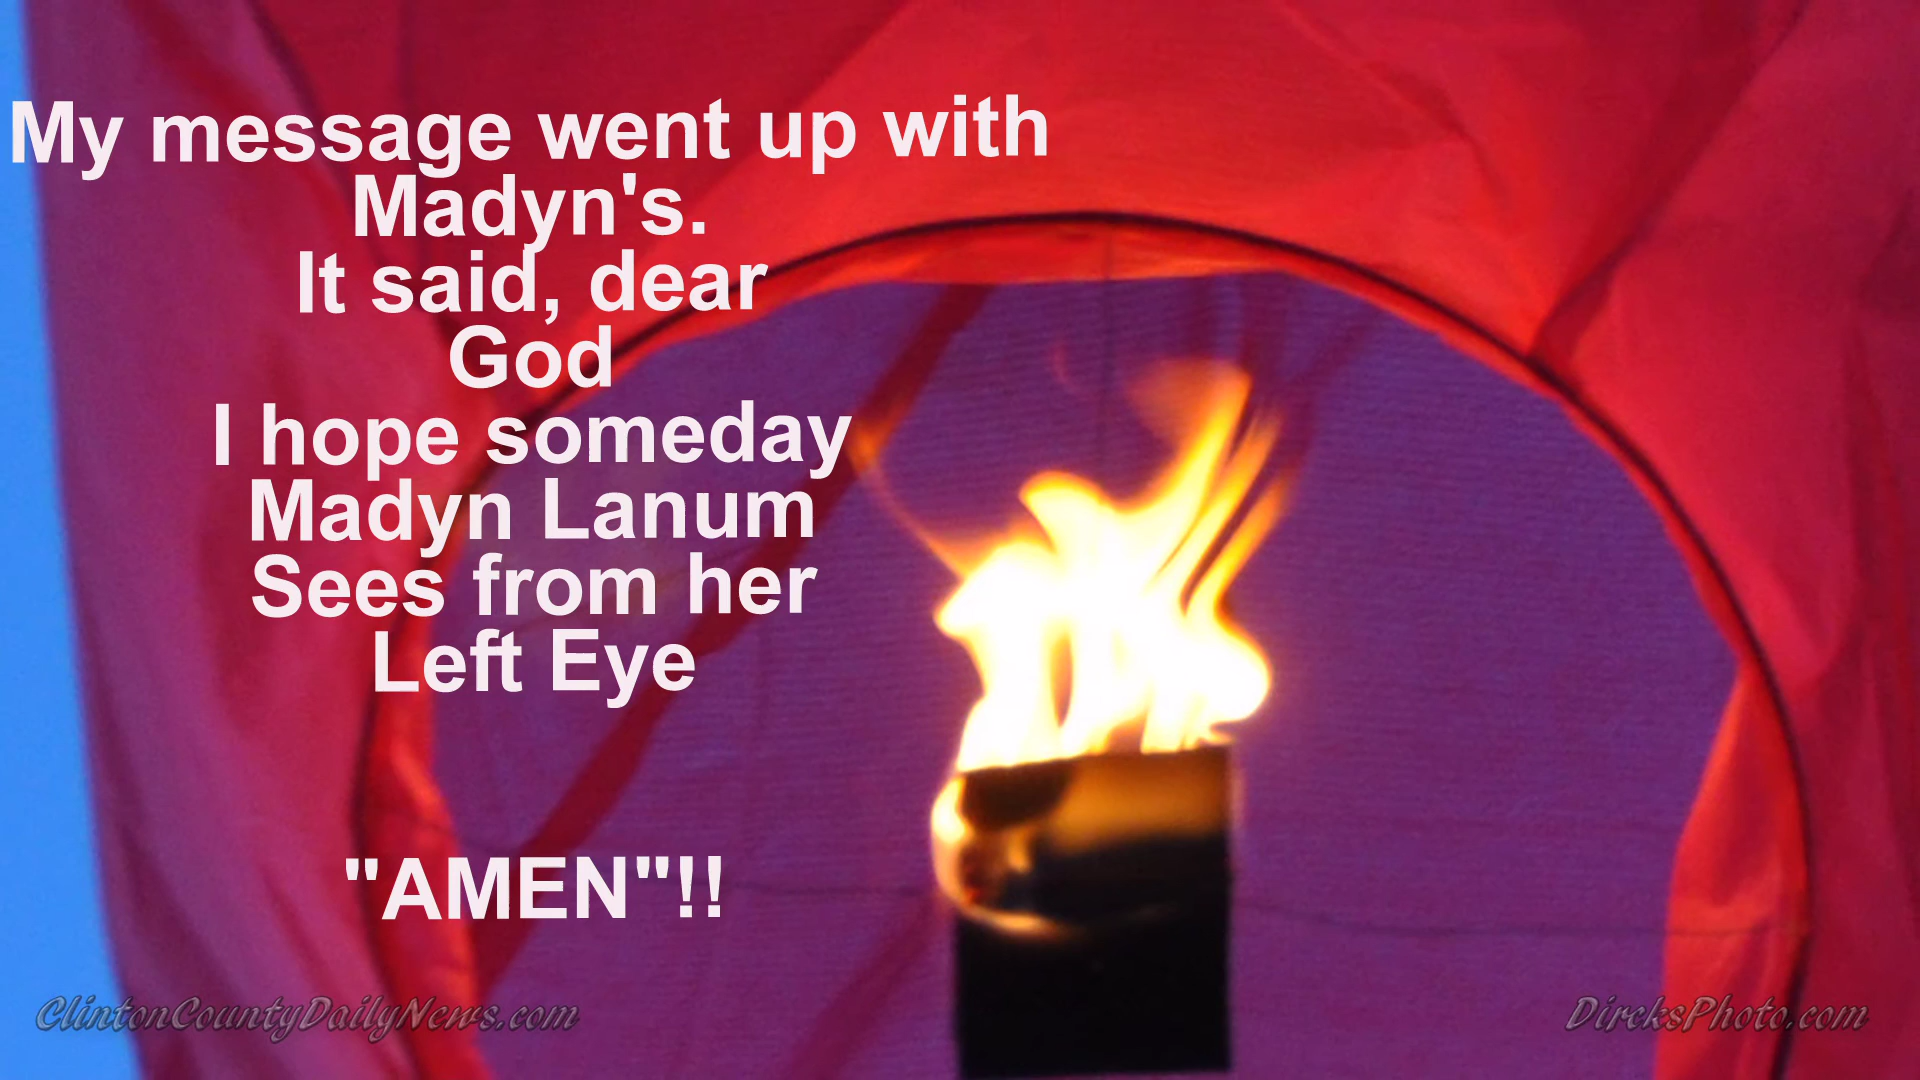 My message went up with
Madyn's.
It said, dear
God
I hope someday
Madyn Lanum
Sees from her
Left Eye
"AMEN"!!
ClintonCountyDailyNews.com
DircksPhoto.com